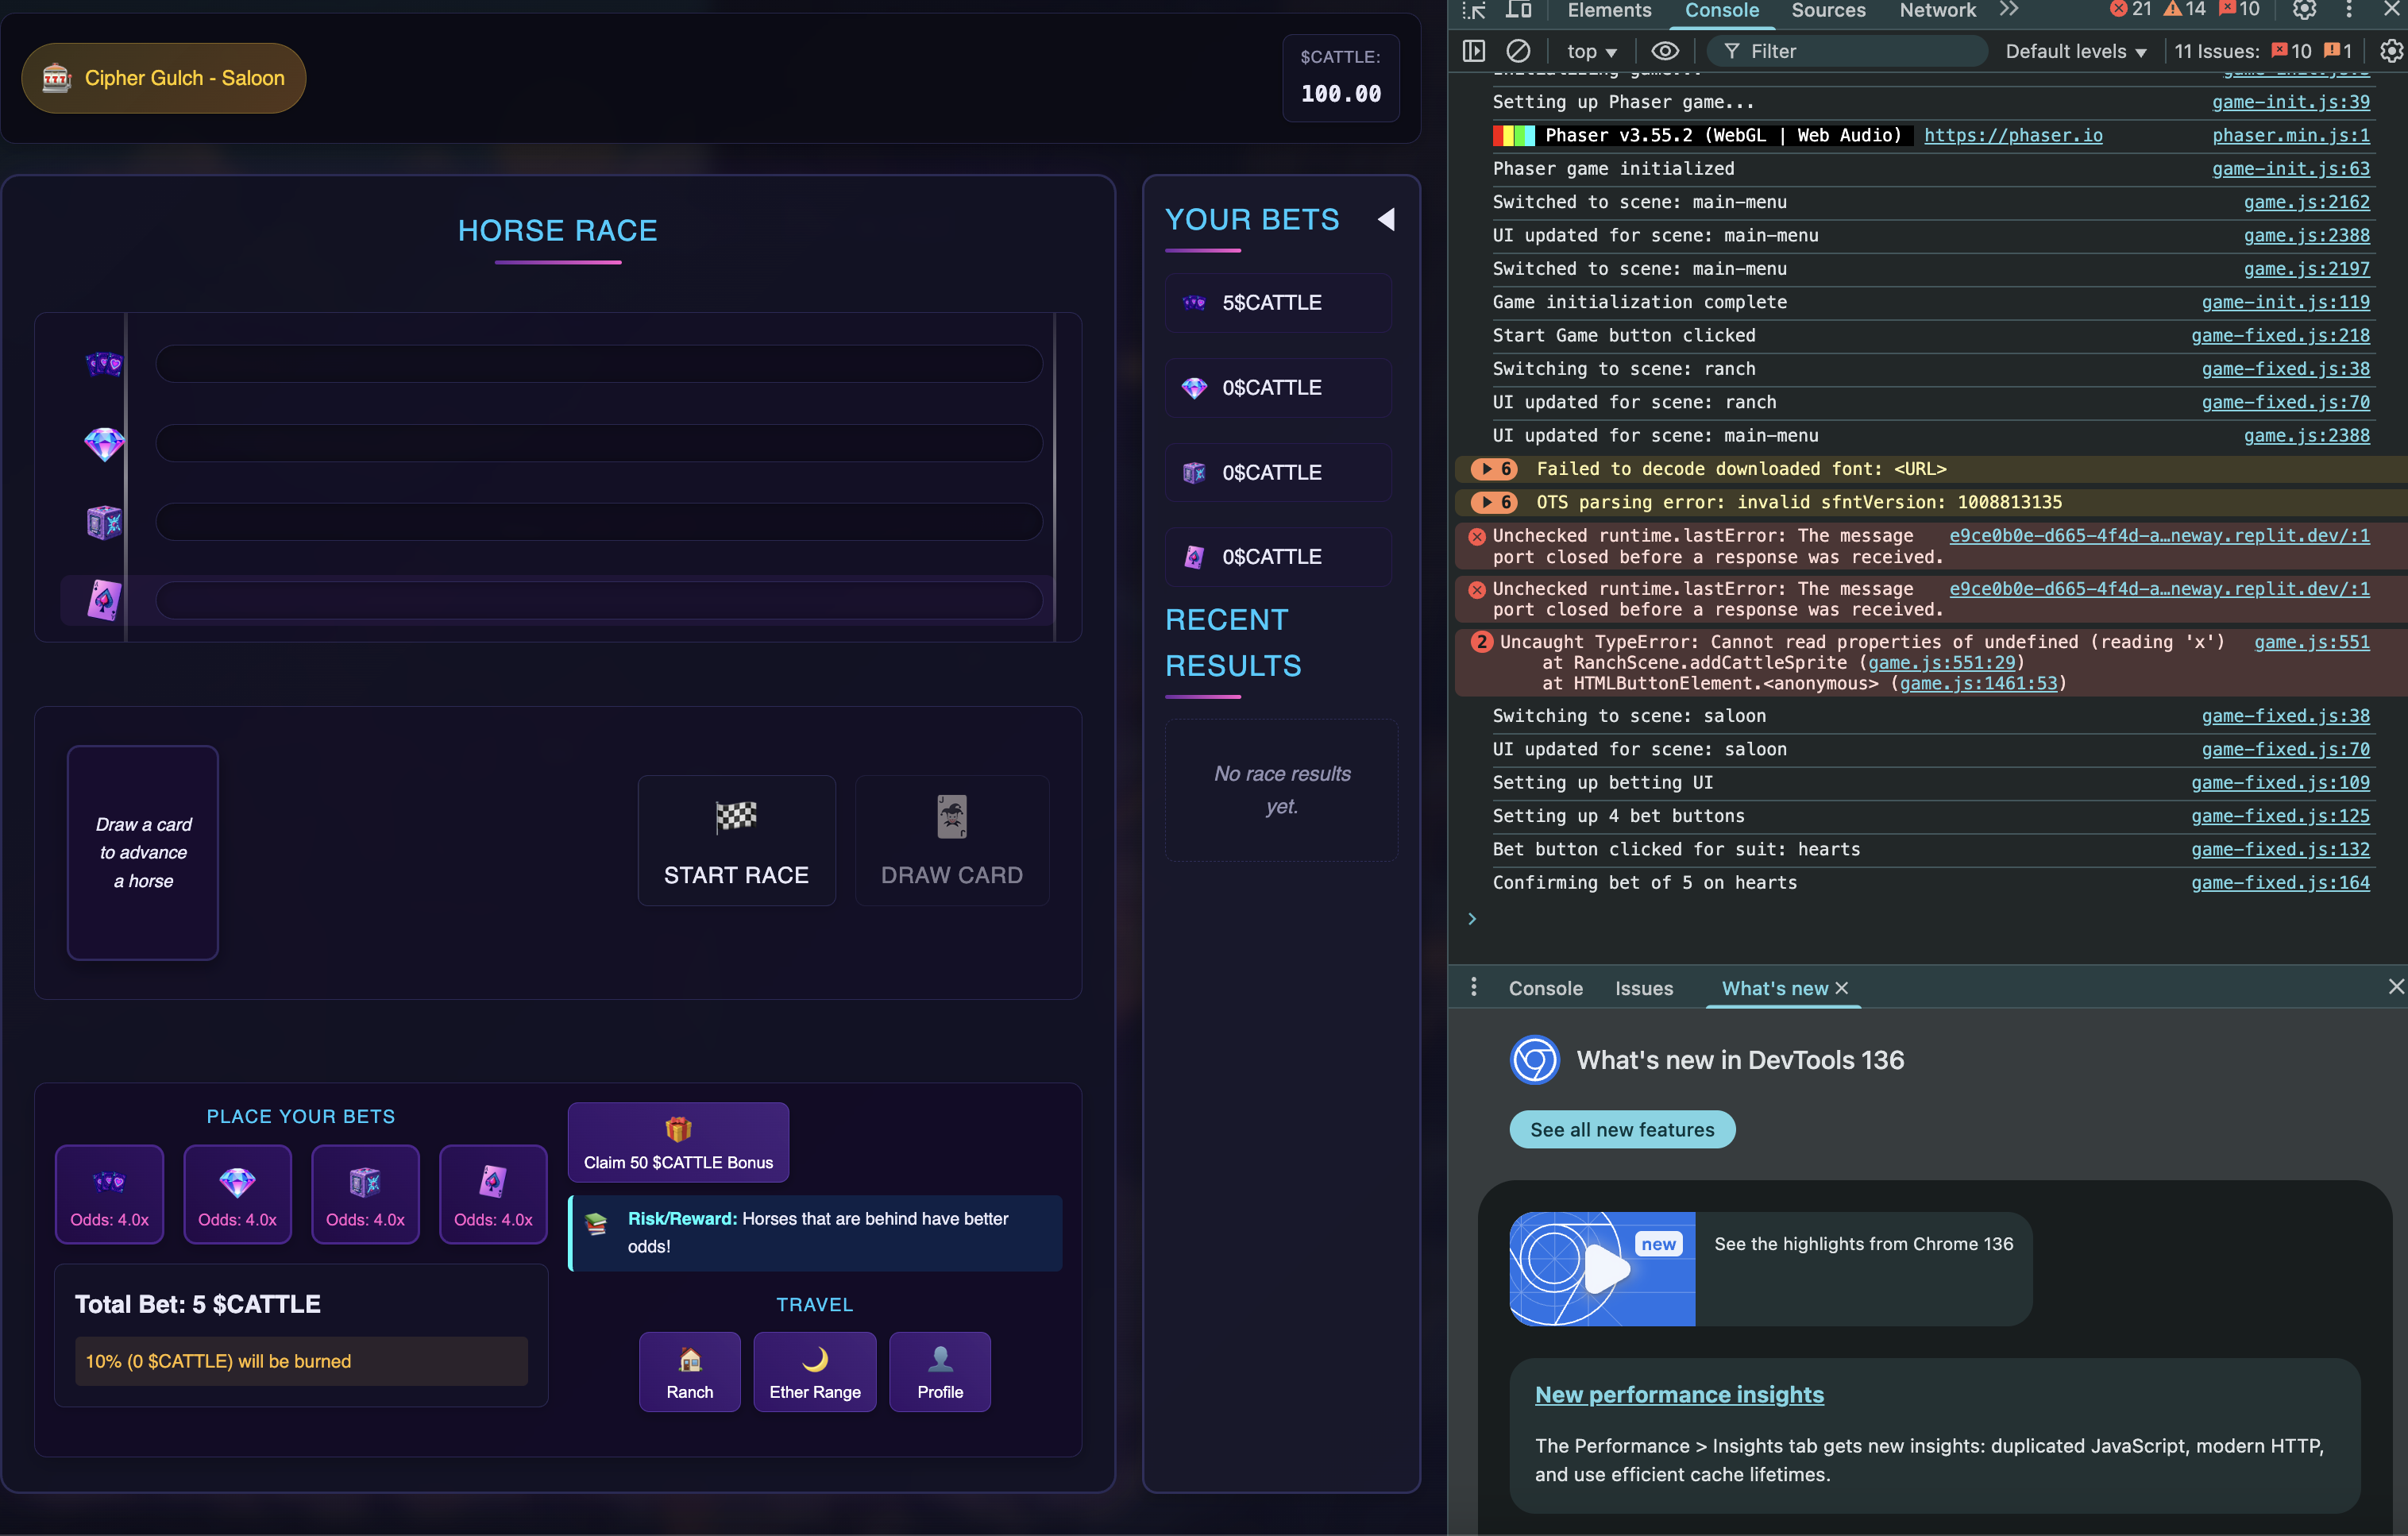 Cipher Gulch - Saloon
$CATTLE:
100.00
HORSE RACE
Draw a card
to advance
a horse
START RACE
DRAW CARD
PLACE YOUR BETS
Odds: 4.0x
Odds: 4.0x
Odds: 4.0x
Odds: 4.0x
Total Bet: 5 $CATTLE
10% (0 $CATTLE) will be burned
Claim 50 $CATTLE Bonus
Risk/Reward: Horses that are behind have better
odds!
TRAVEL
Ranch
Ether Range
Profile
YOUR BETS
5$CATTLE
0$CATTLE
0$CATTLE
0$CATTLE
RECENT
RESULTS
No race results
yet.
Elements
Console
Sources
Network
21
14
10
top
Filter
Default levels
11 Issues:
10
1
Setting up Phaser game... game-init.js:39
Phaser v3.55.2 (WebGL | Web Audio) https://phaser.io phaser.min.js:1
Phaser game initialized game-init.js:63
Switched to scene: main-menu game.js:2162
UI updated for scene: main-menu game.js:2388
Switched to scene: main-menu game.js:2197
Game initialization complete game-init.js:119
Start Game button clicked game-fixed.js:218
Switching to scene: ranch game-fixed.js:38
UI updated for scene: ranch game-fixed.js:70
UI updated for scene: main-menu game.js:2388
6 Failed to decode downloaded font: <URL>
6 OTS parsing error: invalid sfntVersion: 1008813135
Unchecked runtime.lastError: The message e9ce0b0e-d665-4f4d-a…neway.replit.dev/:1
port closed before a response was received.
Unchecked runtime.lastError: The message e9ce0b0e-d665-4f4d-a…neway.replit.dev/:1
port closed before a response was received.
2 Uncaught TypeError: Cannot read properties of undefined (reading 'x') game.js:551
at RanchScene.addCattleSprite (game.js:551:29)
at HTMLButtonElement.<anonymous> (game.js:1461:53)
Switching to scene: saloon game-fixed.js:38
UI updated for scene: saloon game-fixed.js:70
Setting up betting UI game-fixed.js:109
Setting up 4 bet buttons game-fixed.js:125
Bet button clicked for suit: hearts game-fixed.js:132
Confirming bet of 5 on hearts game-fixed.js:164
Console
Issues
What's new
What's new in DevTools 136
See all new features
new
See the highlights from Chrome 136
New performance insights
The Performance > Insights tab gets new insights: duplicated JavaScript, modern HTTP,
and use efficient cache lifetimes.